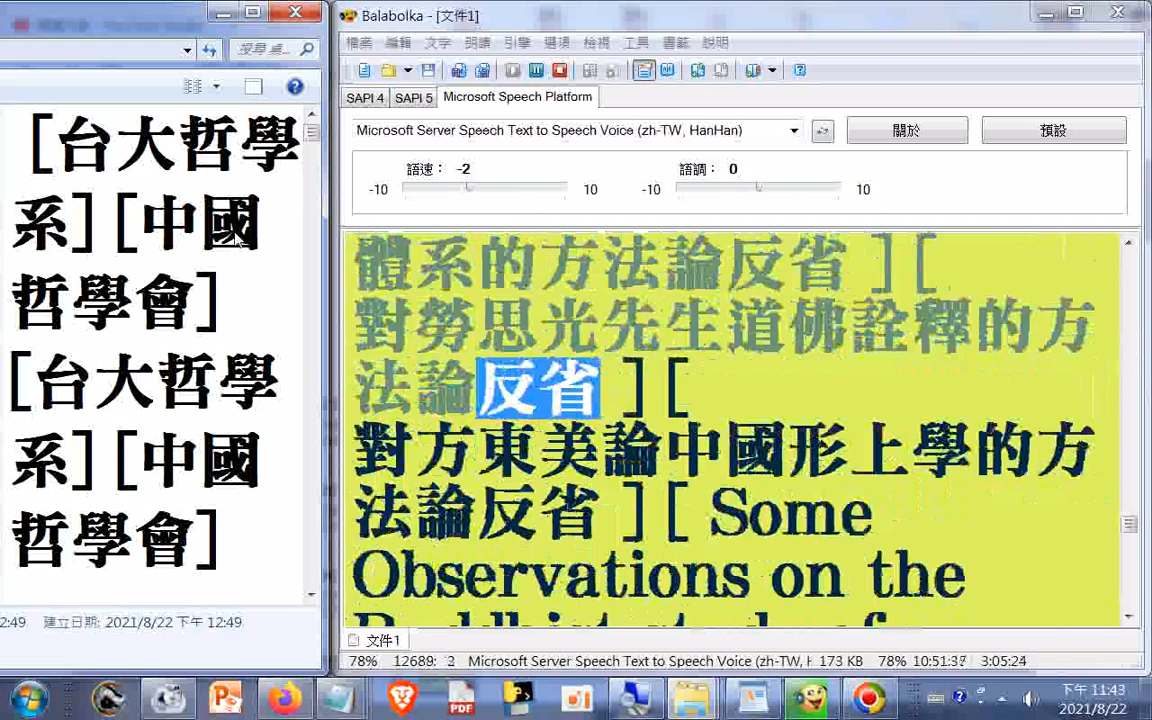 搜尋 桌...
[台大哲學
系][中國
哲學會]
[台大哲學
系][中國
哲學會]
12:49 建立日期: 2021/8/22 下午 12:49
Balabolka - [文件1]
檔案 編輯 文字 朗讀 引擎 選項 檢視 工具 書籤 說明
SAPI 4 SAPI 5 Microsoft Speech Platform
Microsoft Server Speech Text to Speech Voice (zh-TW, HanHan) 關於 預設
語速： -2 語調： 0
-10 10 -10 10
體系的方法論反省 ][
對勞思光先生道佛詮釋的方
法論反省 ][
對方東美論中國形上學的方
法論反省 ][ Some
Observations on the
文件1
78% 12689: 2 Microsoft Server Speech Text to Speech Voice (zh-TW, H 173 KB 78% 10:51:37 3:05:24
PDF
下午 11:43
2021/8/22